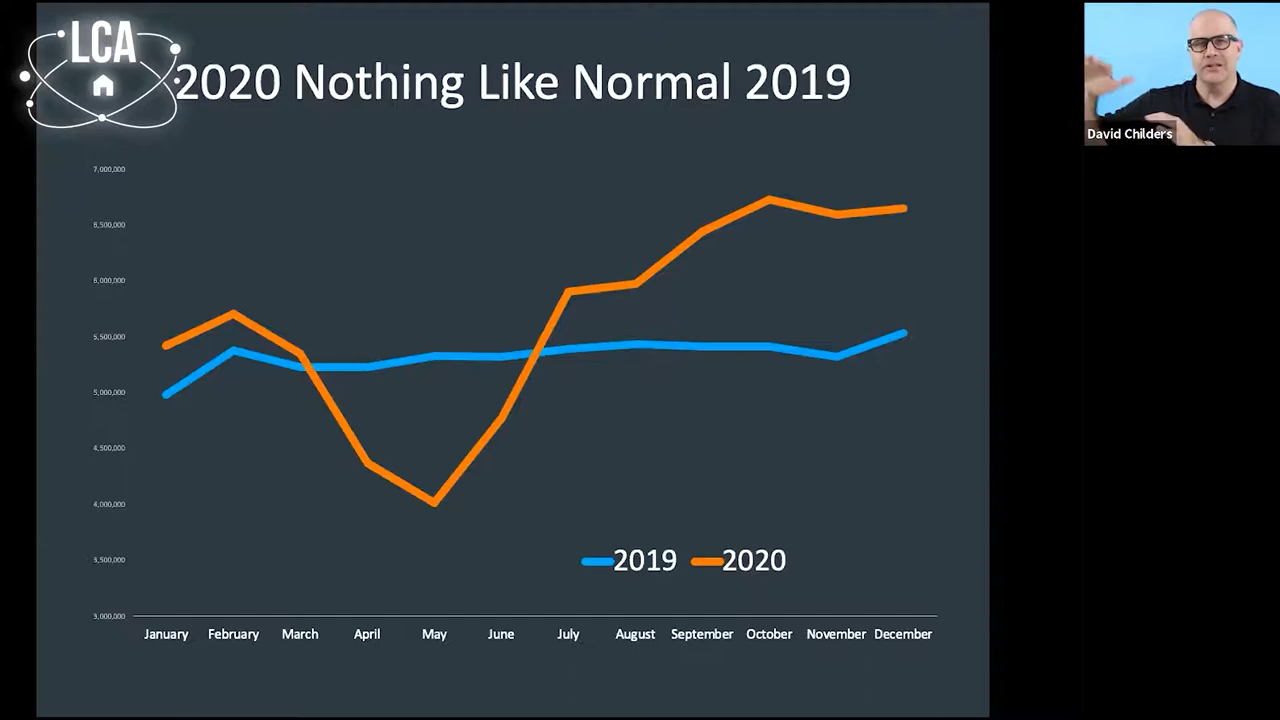 LCA
2020 Nothing Like Normal 2019
David Childers
7,000,000
6,500,000
6,000,000
5,500,000
5,000,000
4,500,000
4,000,000
3,500,000
3,000,000
2019 2020
January February March April May June July August September October November December